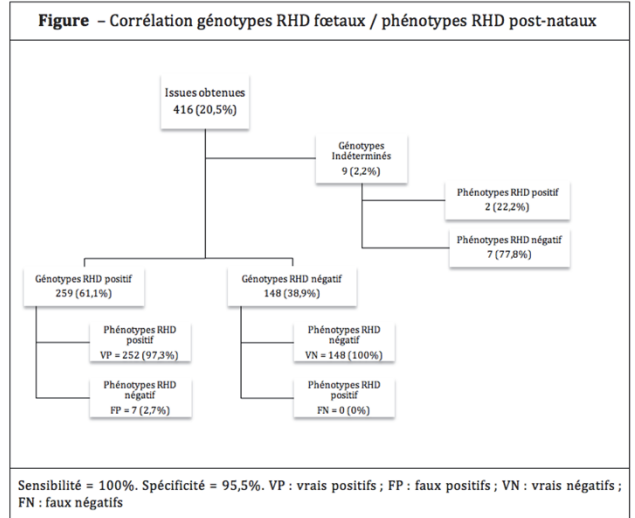 Figure – Corrélation génotypes RHD fœtaux / phénotypes RHD post-nataux
Issues obtenues
416 (20,5%)
Génotypes
Indéterminés
9 (2,2%)
Phénotypes RHD positif
2 (22,2%)
Phénotypes RHD négatif
7 (77,8%)
Génotypes RHD positif
259 (61,1%)
Génotypes RHD négatif
148 (38,9%)
Phénotypes RHD
positif
VP = 252 (97,3%)
Phénotypes RHD
négatif
FP = 7 (2,7%)
Phénotypes RHD
négatif
VN = 148 (100%)
Phénotypes RHD
positif
FN = 0 (0%)
Sensibilité = 100%. Spécificité = 95,5%. VP : vrais positifs ; FP : faux positifs ; VN : vrais négatifs ;
FN : faux négatifs